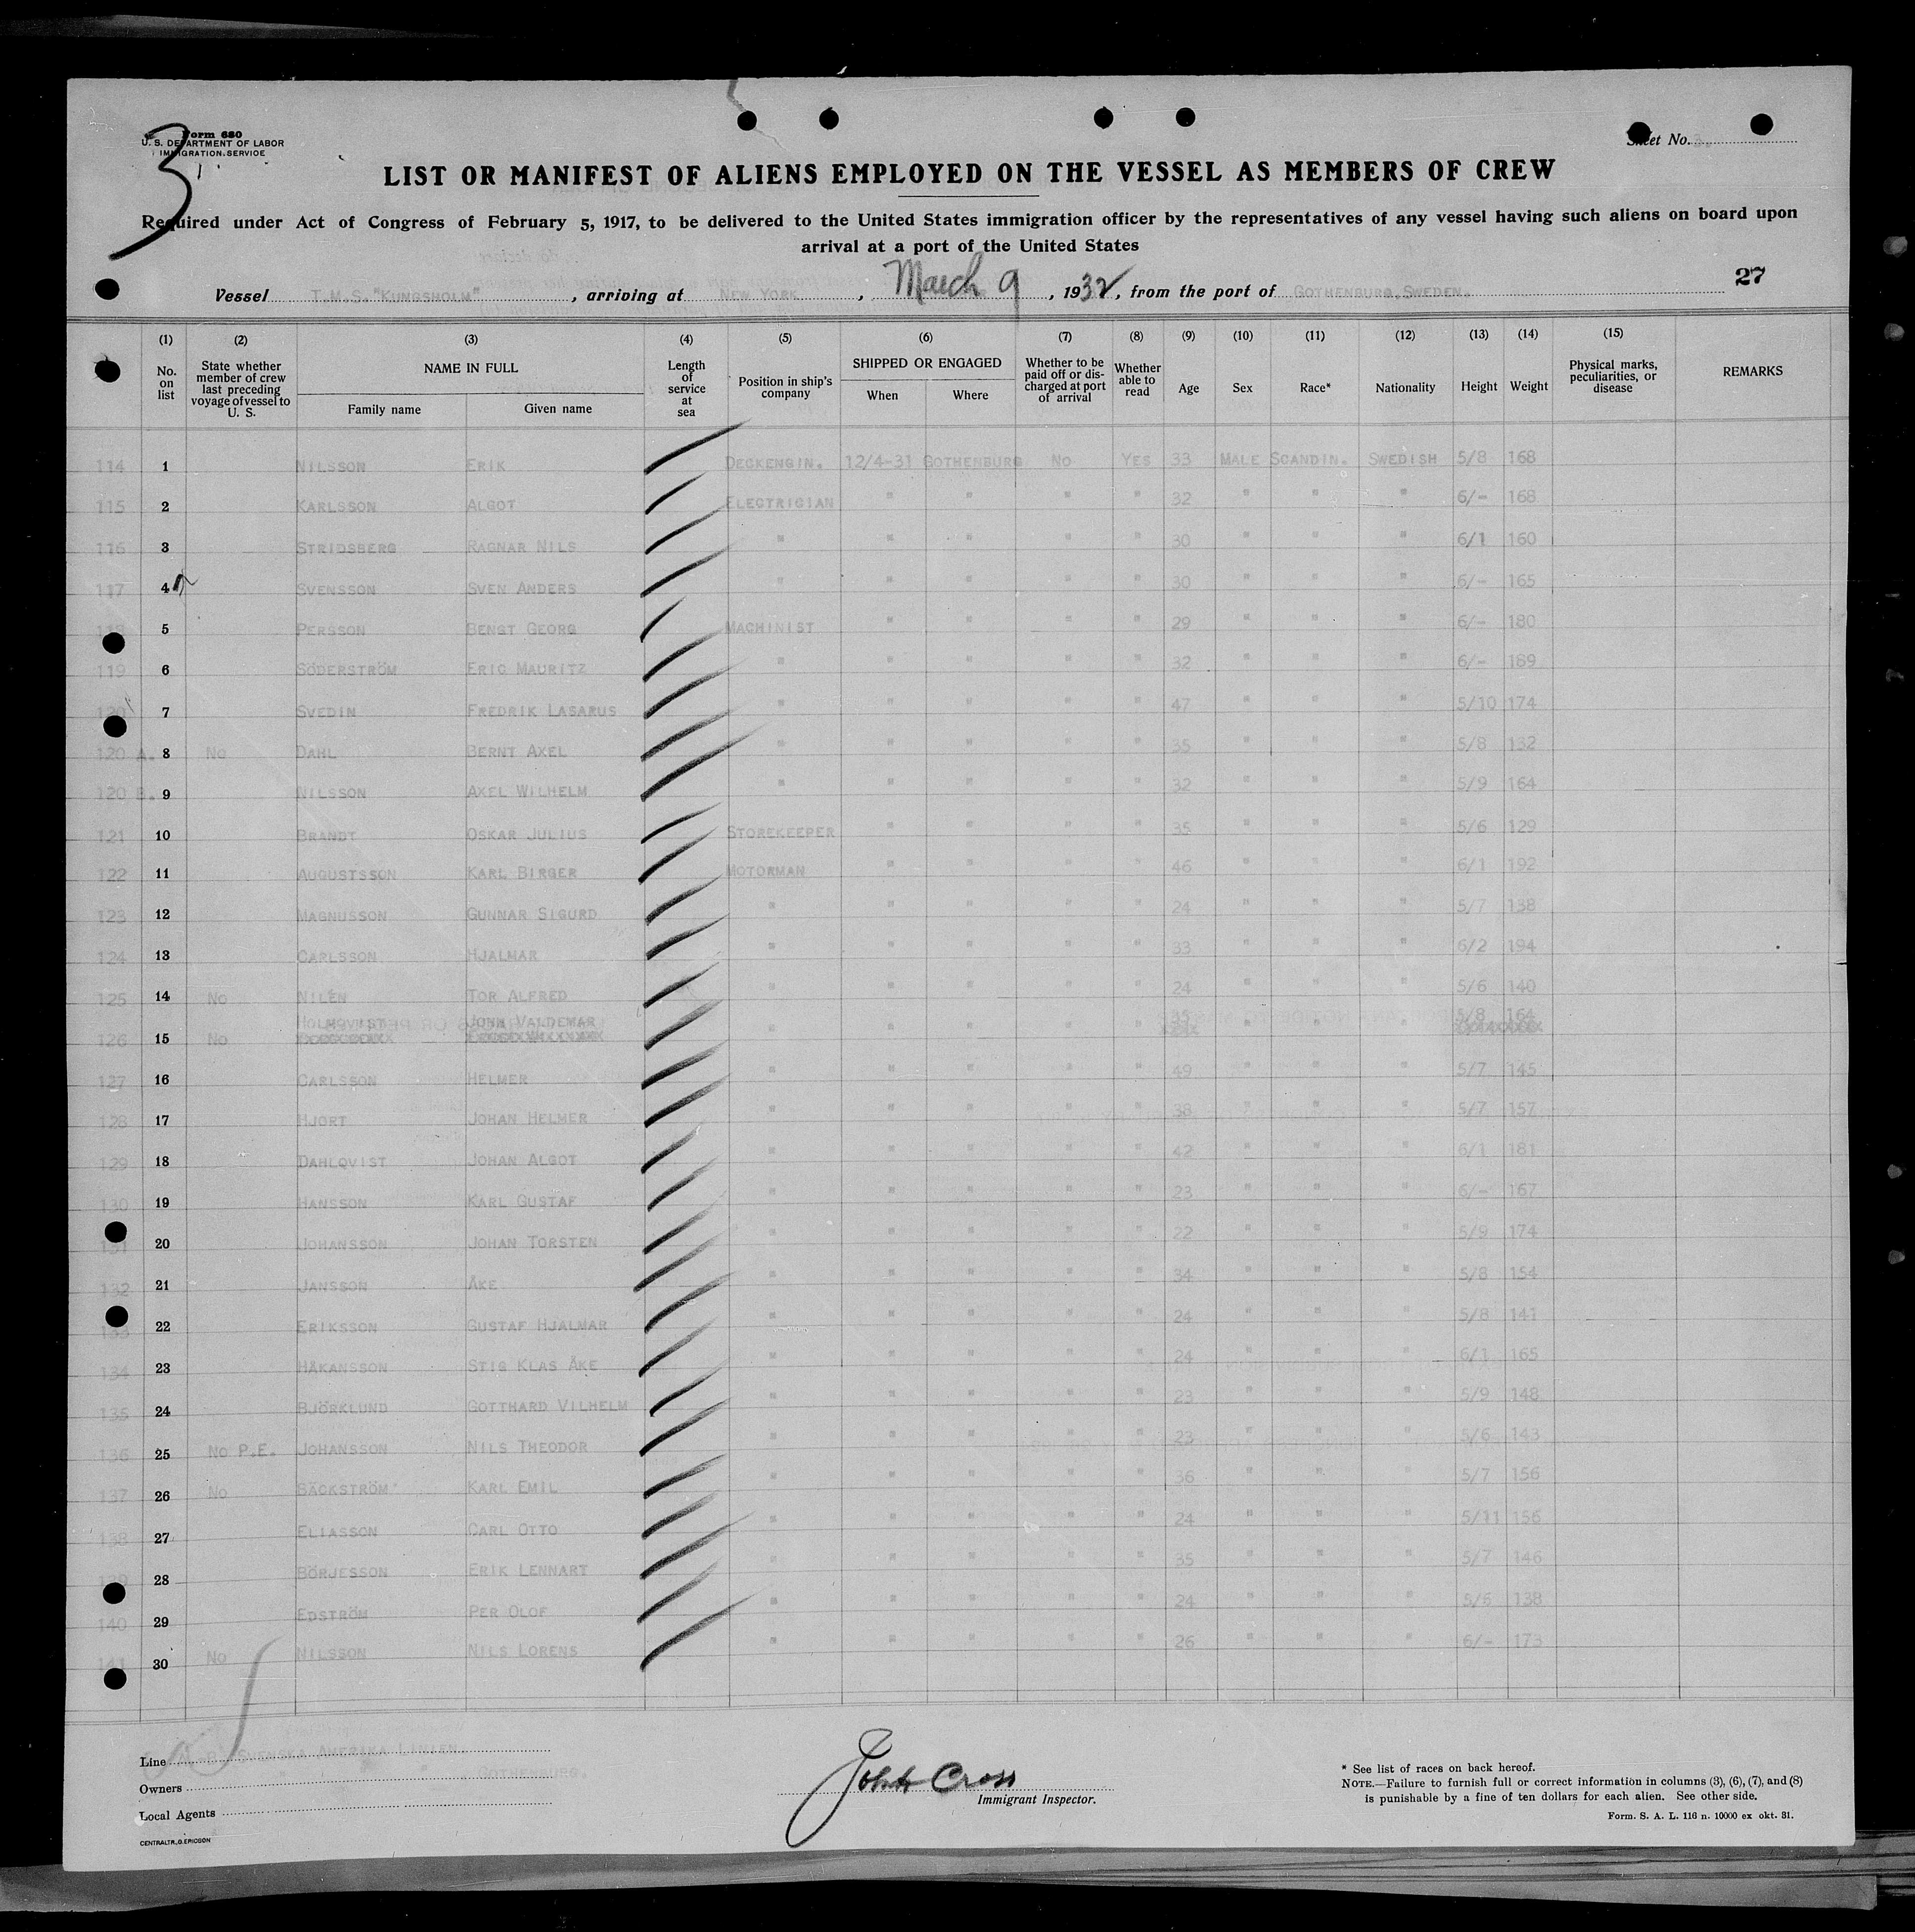 Form 680
U. S. DEPARTMENT OF LABOR
IMMIGRATION SERVICE
3
Sheet No. 3.
LIST OR MANIFEST OF ALIENS EMPLOYED ON THE VESSEL AS MEMBERS OF CREW
Required under Act of Congress of February 5, 1917, to be delivered to the United States immigration officer by the representatives of any vessel having such aliens on board upon
arrival at a port of the United States
Vessel T.M.S. "KUNGSHOLM", arriving at NEW YORK, March 9, 1932, from the port of GOTHENBURG, SWEDEN. 27
(1) (2) (3) (4) (5) (6) (7) (8) (9) (10) (11) (12) (13) (14) (15)
No. on list State whether member of crew last preceding voyage of vessel to U. S. NAME IN FULL Family name Given name Length of service at sea Position in ship's company SHIPPED OR ENGAGED When Where Whether to be paid off or discharged at port of arrival Whether able to read Age Sex Race* Nationality Height Weight Physical marks, peculiarities, or disease REMARKS
114 1 NILSSON ERIK DECKENGIN. 12/4-31 GOTHENBURG NO YES 33 MALE SCANDIN. SWEDISH 5/8 168
115 2 KARLSSON ALGOT ELECTRICIAN " " " " 32 " " " 6/- 168
116 3 STRIDSBERG RAGNAR NILS " " " " " 30 " " " 6/1 160
117 4 SVENSSON SVEN ANDERS " " " " " 30 " " " 6/- 165
118 5 PERSSON BENGT GEORG MACHINIST " " " " 29 " " " 6/- 180
119 6 SÖDERSTRÖM ERIC MAURITZ " " " " " 32 " " " 6/- 189
120 7 SVEDIN FREDRIK LASARUS " " " " " 47 " " " 5/10 174
120 A. 8 NO DAHL BERNT AXEL " " " " " 35 " " " 5/8 132
120 B. 9 NILSSON AXEL WILHELM " " " " " 32 " " " 5/9 164
121 10 BRANDT OSKAR JULIUS STOREKEEPER " " " " 35 " " " 5/6 129
122 11 AUGUSTSSON KARL BIRGER MOTORMAN " " " " 46 " " " 6/1 192
123 12 MAGNUSSON GUNNAR SIGURD " " " " " 24 " " " 5/7 138
124 13 CARLSSON HJALMAR " " " " " 33 " " " 6/2 194
125 14 NO NILÉN TOR ALFRED " " " " " 24 " " " 5/6 140
126 15 NO HOLMQVIST JOHN VALDEMAR " " " " " 35 " " " 5/8 164
127 16 CARLSSON HELMER " " " " " 49 " " " 5/7 145
128 17 HJORT JOHAN HELMER " " " " " 38 " " " 5/7 157
129 18 DAHLQVIST JOHAN ALGOT " " " " " 42 " " " 6/1 181
130 19 HANSSON KARL GUSTAF " " " " " 23 " " " 6/- 167
131 20 JOHANSSON JOHAN TORSTEN " " " " " 22 " " " 5/9 174
132 21 JANSSON ÅKE " " " " " 34 " " " 5/8 154
133 22 ERIKSSON GUSTAF HJALMAR " " " " " 24 " " " 5/8 141
134 23 HÅKANSSON STIG KLAS ÅKE " " " " " 24 " " " 6/1 165
135 24 BJÖRKLUND GOTTHARD VILHELM " " " " " 23 " " " 5/9 148
136 25 NO P.E. JOHANSSON NILS THEODOR " " " " " 23 " " " 5/6 143
137 26 NO BÄCKSTRÖM KARL EMIL " " " " " 36 " " " 5/7 156
138 27 ELIASSON CARL OTTO " " " " " 24 " " " 5/11 156
139 28 BÖRJESSON ERIK LENNART " " " " " 35 " " " 5/7 146
140 29 EDSTRÖM PER OLOF " " " " " 24 " " " 5/6 138
141 30 NO NILSSON NILS LORENS " " " " " 26 " " " 6/- 173
Line A.-B. SVENSKA AMERIKA LINIEN
Owners GOTHENBURG.
Local Agents
CENTRALTR., G. ERICSON
John Cross
Immigrant Inspector.
* See list of races on back hereof.
NOTE.—Failure to furnish full or correct information in columns (3), (6), (7), and (8)
is punishable by a fine of ten dollars for each alien. See other side.
Form. S. A. L. 116 n. 10000 ex okt. 31.